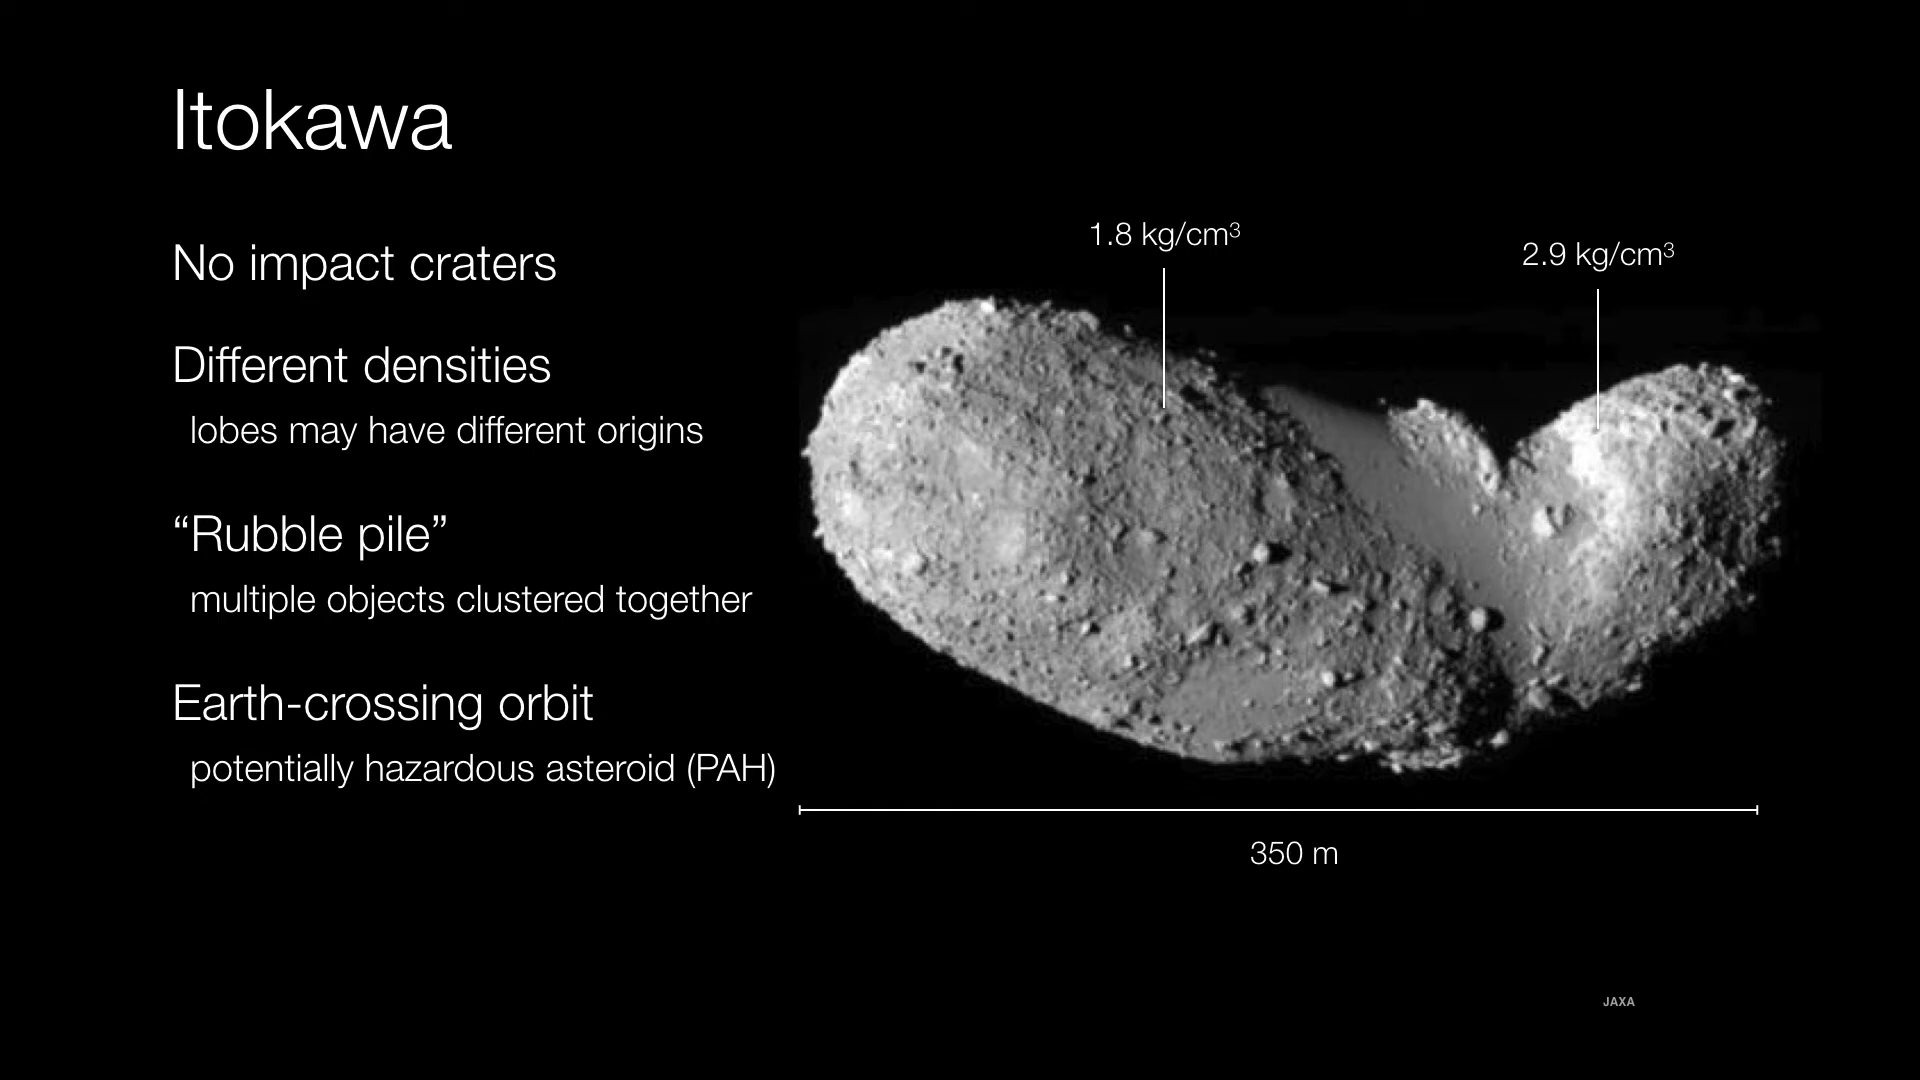 Itokawa
No impact craters
Different densities
lobes may have different origins
“Rubble pile”
multiple objects clustered together
Earth-crossing orbit
potentially hazardous asteroid (PAH)
1.8 kg/cm³
2.9 kg/cm³
350 m
JAXA